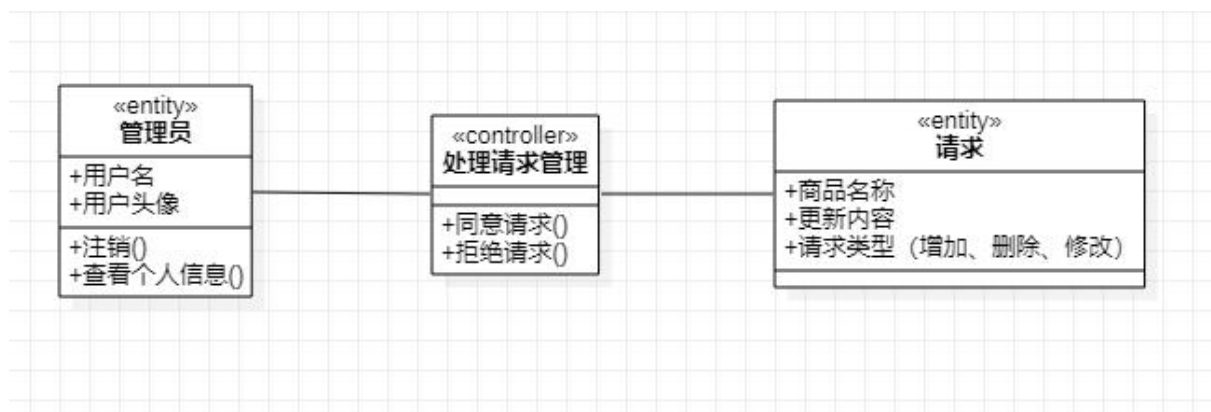 «entity»
管理员
+用户名
+用户头像
+注销()
+查看个人信息()
«controller»
处理请求管理
+同意请求()
+拒绝请求()
«entity»
请求
+商品名称
+更新内容
+请求类型（增加、删除、修改）